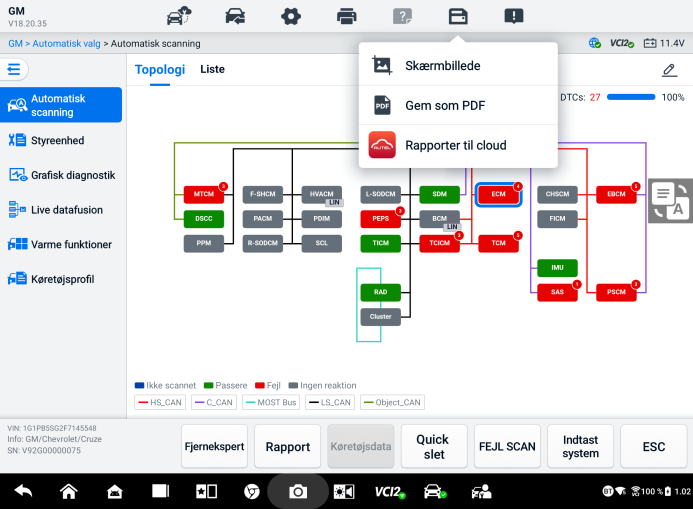 GM
V18.20.35
GM > Automatisk valg > Automatisk scanning
VCI2
11.4V
Topologi
Liste
Skærmbillede
PDF
Gem som PDF
AUTEL
Rapporter til cloud
DTCs: 27
100%
Automatisk scanning
Styreenhed
Grafisk diagnostik
Live datafusion
Varme funktioner
Køretøjsprofil
MTCM
F-SHCM
HVACM
LIN
L-SODCM
SDM
ECM
4
CHSCM
EBCM
5
DSCC
PACM
PDIM
PEPS
BCM
LIN
FICM
PPM
R-SODCM
SCL
TICM
TCICM
TCM
IMU
RAD
SAS
1
PSCM
Cluster
Ikke scannet
Passere
Fejl
Ingen reaktion
HS_CAN
C_CAN
MOST Bus
LS_CAN
Object_CAN
VIN: 1G1PB5SG2F7145548
Info: GM/Chevrolet/Cruze
SN: V92G00000075
Fjernekspert
Rapport
Køretøjsdata
Quick slet
FEJL SCAN
Indtast system
ESC
VCI2
BT
100 %
1.02